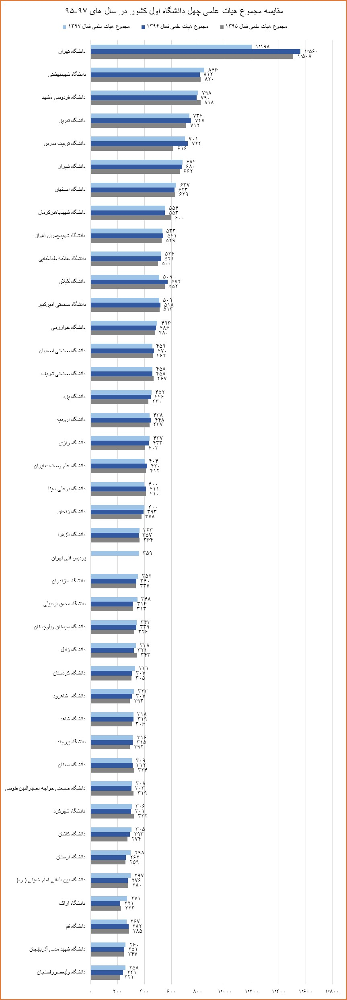 مقایسه مجموع هیات علمی چهل دانشگاه اول کشور در سال های ۹۷-۹۵
مجموع هیات علمی فعال ۱۳۹۵
مجموع هیات علمی فعال ۱۳۹۶
مجموع هیات علمی فعال ۱۳۹۷
دانشگاه تهران
۱٬۱۹۸
۱٬۵۶۰
۱٬۵۰۸
دانشگاه شهیدبهشتی
۸۴۶
۸۱۲
۸۲۰
دانشگاه فردوسی مشهد
۷۹۸
۷۹۰
۸۱۸
دانشگاه تبریز
۷۳۴
۷۴۷
۷۱۲
دانشگاه تربیت مدرس
۷۰۱
۷۲۴
۶۱۶
دانشگاه شیراز
۶۸۴
۶۸۰
۶۶۲
دانشگاه اصفهان
۶۳۷
۶۲۳
۶۲۹
دانشگاه شهیدباهنرکرمان
۵۵۴
۵۵۳
۶۰۰
دانشگاه شهیدچمران اهواز
۵۳۳
۵۴۱
۵۲۹
دانشگاه علامه طباطبایی
۵۲۴
۵۲۱
۵۰۰
دانشگاه گیلان
۵۰۹
۵۷۲
۵۵۲
دانشگاه صنعتی امیرکبیر
۵۰۹
۵۱۸
۵۱۳
دانشگاه خوارزمی
۴۹۶
۴۸۶
۴۸۰
دانشگاه صنعتی اصفهان
۴۵۹
۴۷۰
۴۶۲
دانشگاه صنعتی شریف
۴۵۸
۴۵۸
۴۶۷
دانشگاه یزد
۴۵۲
۴۴۶
۴۳۰
دانشگاه ارومیه
۴۳۸
۴۴۸
۴۳۷
دانشگاه رازی
۴۳۷
۴۳۳
۴۰۲
دانشگاه علم وصنعت ایران
۴۰۴
۴۲۰
۴۱۲
دانشگاه بوعلی سینا
۴۰۰
۴۱۱
۴۱۰
دانشگاه زنجان
۴۰۰
۳۹۳
۳۷۸
دانشگاه الزهرا
۳۶۳
۳۵۷
۳۶۴
پردیس فنی تهران
۳۵۹
دانشگاه مازندران
۳۵۲
۳۴۰
۳۳۷
دانشگاه محقق اردبیلی
۳۴۸
۳۱۶
۳۱۳
دانشگاه سیستان وبلوچستان
۳۴۳
۳۳۹
۳۲۶
دانشگاه زابل
۳۳۸
۳۲۱
۳۴۳
دانشگاه کردستان
۳۳۱
۳۰۷
۳۰۵
دانشگاه شاهرود
۳۲۳
۳۰۷
۲۹۳
دانشگاه شاهد
۳۱۸
۳۱۹
۳۰۶
دانشگاه بیرجند
۳۱۶
۳۱۵
۲۹۲
دانشگاه سمنان
۳۰۹
۳۱۲
۳۲۴
دانشگاه صنعتی خواجه نصیرالدین طوسی
۳۰۸
۳۰۳
۳۱۹
دانشگاه شهرکرد
۳۰۶
۳۰۱
۳۲۲
دانشگاه کاشان
۳۰۵
۲۹۳
۲۷۴
دانشگاه لرستان
۲۹۸
۲۶۲
۲۵۹
دانشگاه بین المللی امام خمینی ( ره)
۲۹۷
۲۷۶
۲۸۰
دانشگاه اراک
۲۷۱
۲۲۱
۲۲۶
دانشگاه قم
۲۶۷
۲۸۲
۲۸۵
دانشگاه شهید مدنی آذربایجان
۲۶۰
۲۵۱
۲۴۷
دانشگاه ولیعصررفسنجان
۲۵۸
۲۴۱
۲۲۱
۰ ۲۰۰ ۴۰۰ ۶۰۰ ۸۰۰ ۱٬۰۰۰ ۱٬۲۰۰ ۱٬۴۰۰ ۱٬۶۰۰ ۱٬۸۰۰